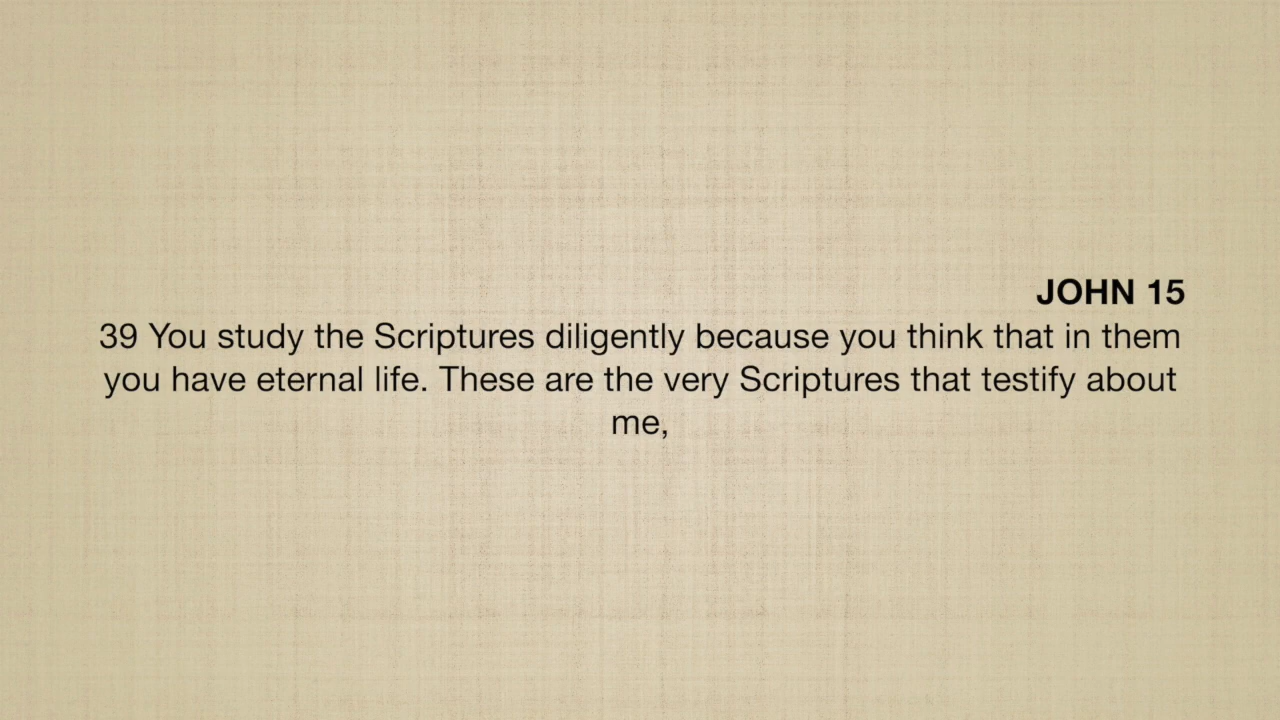 JOHN 15
39 You study the Scriptures diligently because you think that in them
you have eternal life. These are the very Scriptures that testify about
me,